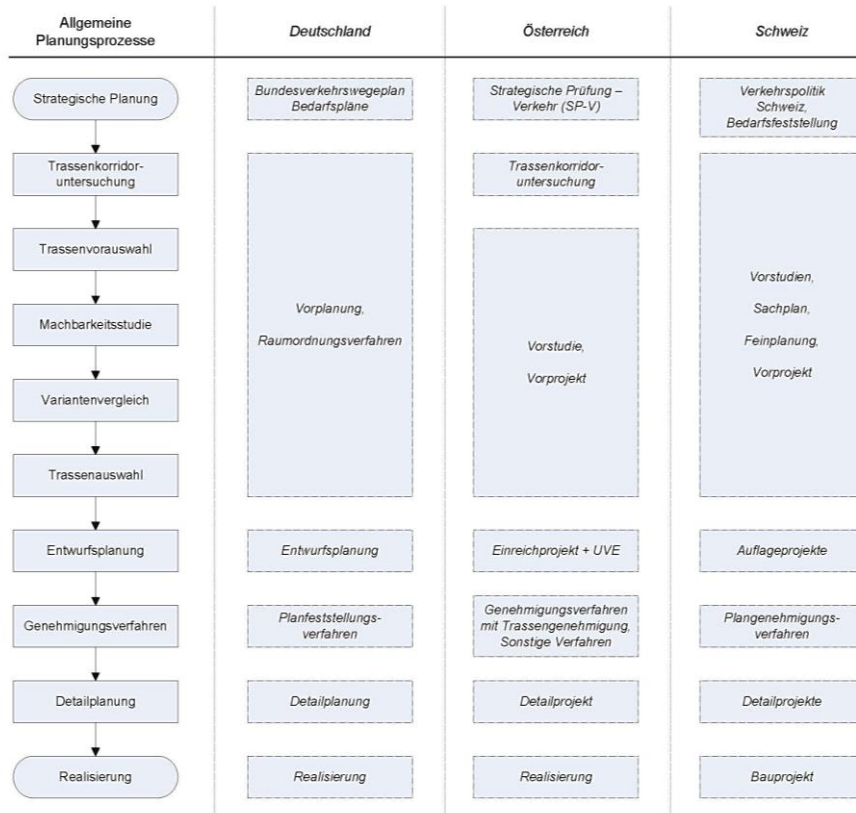 Allgemeine
Planungsprozesse
Deutschland
Österreich
Schweiz
Strategische Planung
Bundesverkehrswegeplan
Bedarfspläne
Strategische Prüfung –
Verkehr (SP-V)
Verkehrspolitik
Schweiz,
Bedarfsfeststellung
Trassenkorridor-
untersuchung
Trassenkorridor-
untersuchung
Trassenvorauswahl
Machbarkeitsstudie
Variantenvergleich
Trassenauswahl
Vorplanung,
Raumordnungsverfahren
Vorstudie,
Vorprojekt
Vorstudien,
Sachplan,
Feinplanung,
Vorprojekt
Entwurfsplanung
Entwurfsplanung
Einreichprojekt + UVE
Auflageprojekte
Genehmigungsverfahren
Planfeststellungs-
verfahren
Genehmigungsverfahren
mit Trassengenehmigung,
Sonstige Verfahren
Plangenehmigungs-
verfahren
Detailplanung
Detailplanung
Detailprojekt
Detailprojekte
Realisierung
Realisierung
Realisierung
Bauprojekt